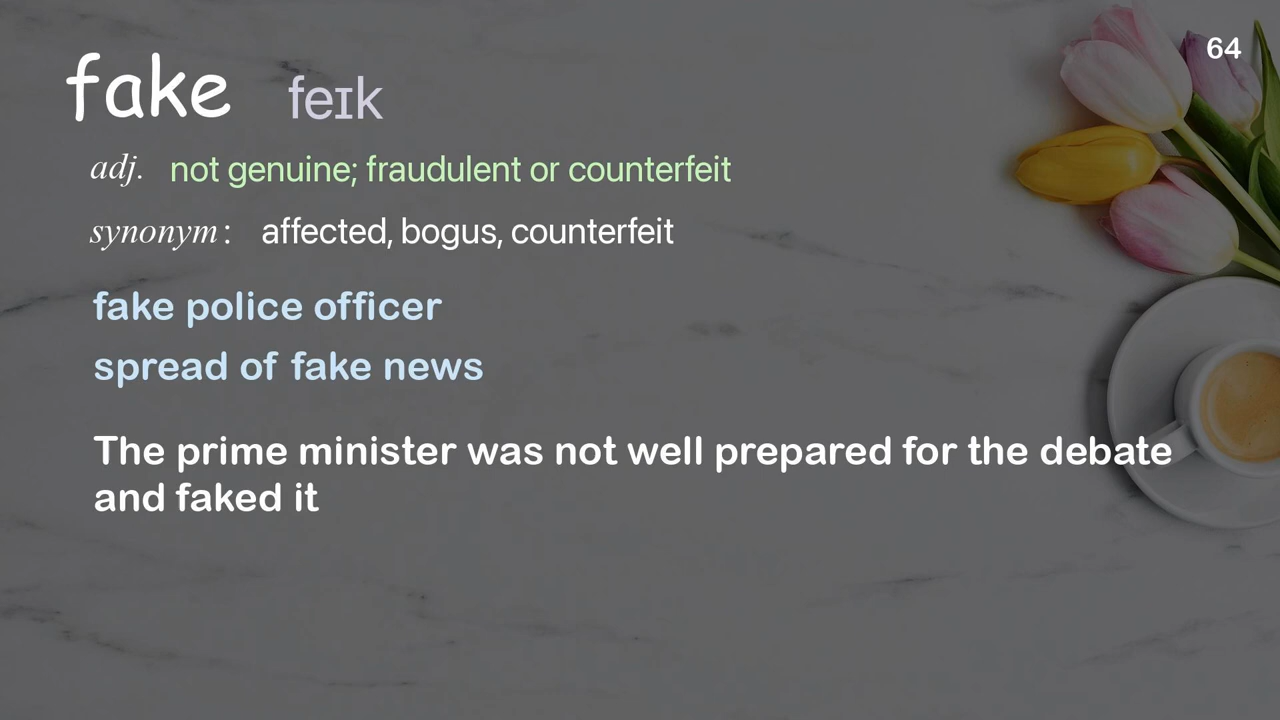 64
fake feɪk
adj. not genuine; fraudulent or counterfeit
synonym : affected, bogus, counterfeit
fake police officer
spread of fake news
The prime minister was not well prepared for the debate
and faked it